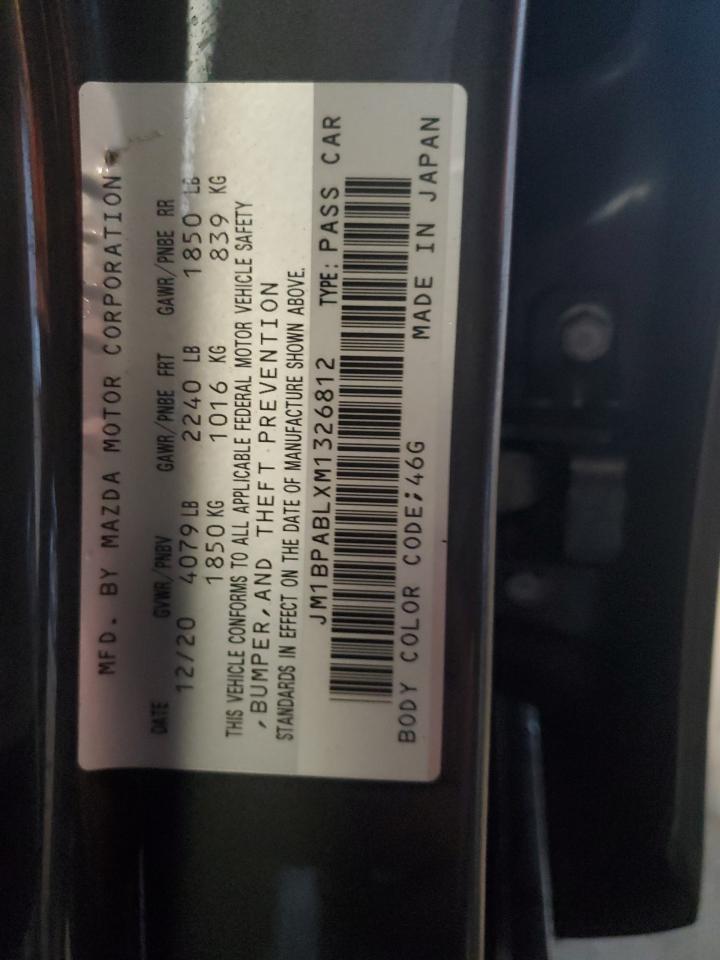 MFD. BY MAZDA MOTOR CORPORATION
DATE GVWR/PNBV GAWR/PNBE FRT GAWR/PNBE RR
12/20 4079 LB 2240 LB 1850 LB
1850 KG 1016 KG 839 KG
THIS VEHICLE CONFORMS TO ALL APPLICABLE FEDERAL MOTOR VEHICLE SAFETY
,BUMPER,AND THEFT PREVENTION
STANDARDS IN EFFECT ON THE DATE OF MANUFACTURE SHOWN ABOVE.
JM1BPABLXM1326812 TYPE: PASS CAR
BODY COLOR CODE;46G MADE IN JAPAN